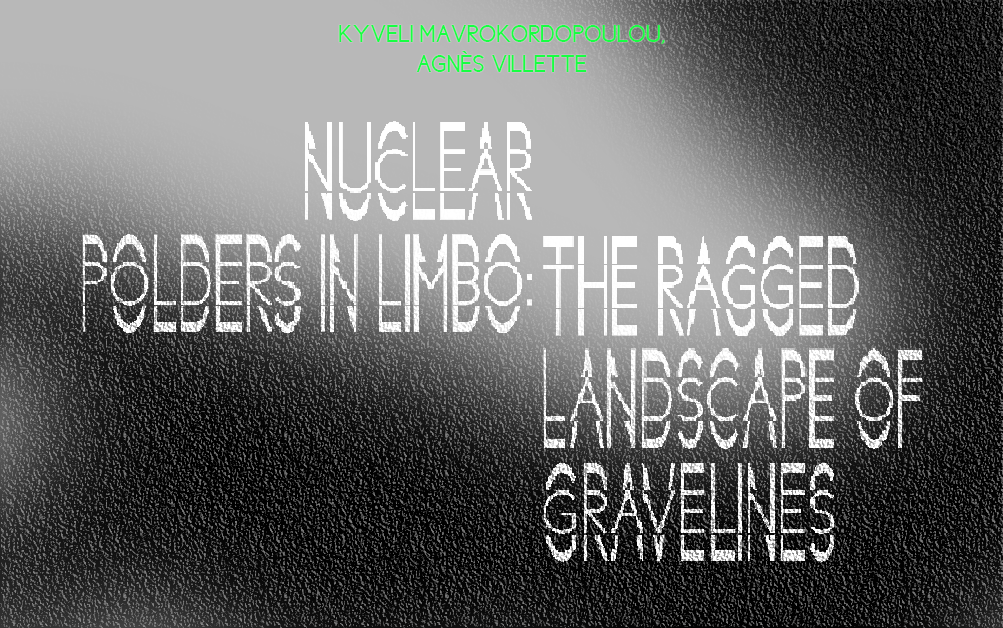 KYVELI MAVROKORDOPOULOU,
AGNÈS VILLETTE
NUCLEAR
POLDERS IN LIMBO: THE RAGGED
LANDSCAPE OF
GRAVELINES